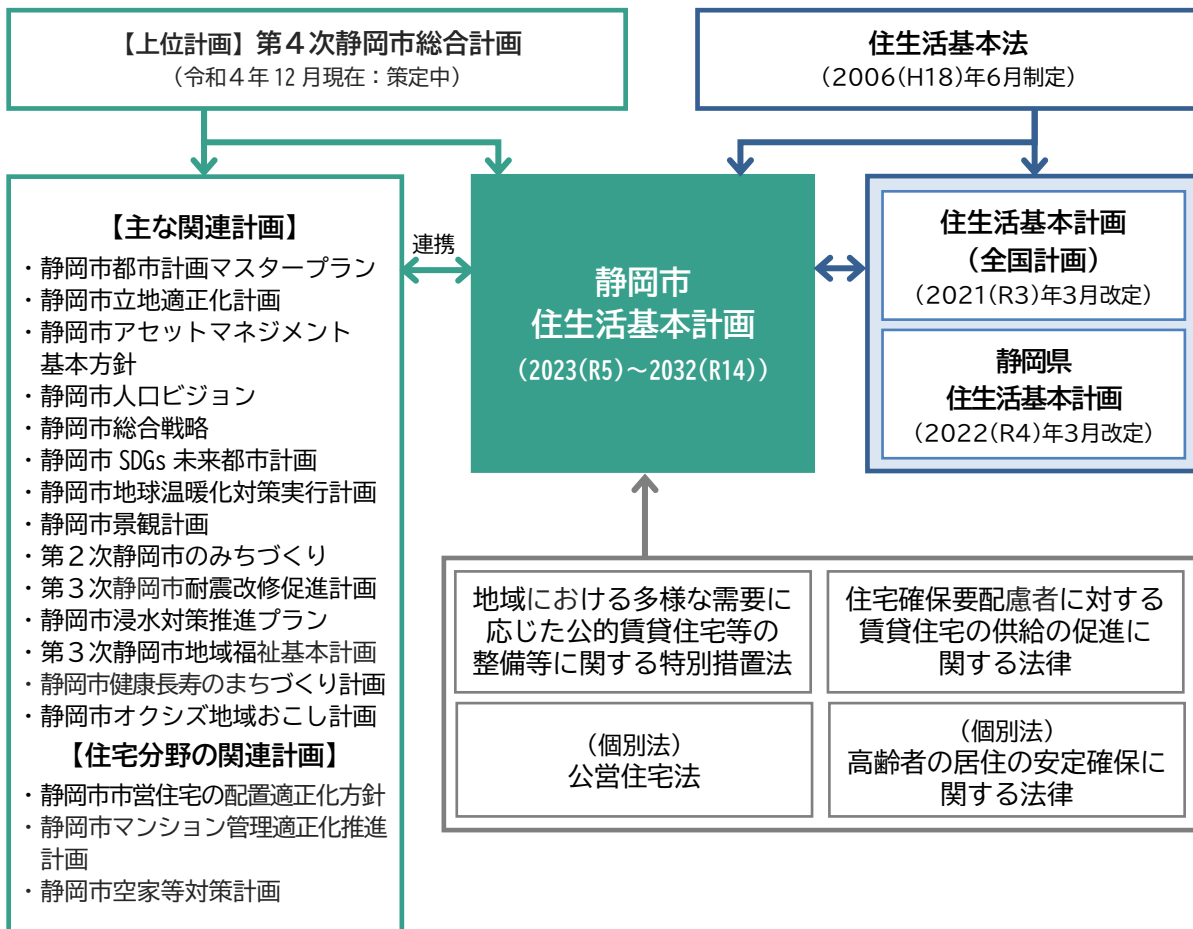 【上位計画】第４次静岡市総合計画
（令和４年 12 月現在：策定中）
住生活基本法
（2006(H18)年6月制定）
【主な関連計画】
・静岡市都市計画マスタープラン
・静岡市立地適正化計画
・静岡市アセットマネジメント
基本方針
・静岡市人口ビジョン
・静岡市総合戦略
・静岡市 SDGs 未来都市計画
・静岡市地球温暖化対策実行計画
・静岡市景観計画
・第２次静岡市のみちづくり
・第３次静岡市耐震改修促進計画
・静岡市浸水対策推進プラン
・第３次静岡市地域福祉基本計画
・静岡市健康長寿のまちづくり計画
・静岡市オクシズ地域おこし計画
【住宅分野の関連計画】
・静岡市市営住宅の配置適正化方針
・静岡市マンション管理適正化推進
計画
・静岡市空家等対策計画
連携
静岡市
住生活基本計画
（2023(R5)～2032(R14)）
住生活基本計画
（全国計画）
（2021(R3)年3月改定）
静岡県
住生活基本計画
（2022(R4)年3月改定）
地域における多様な需要に
応じた公的賃貸住宅等の
整備等に関する特別措置法
住宅確保要配慮者に対する
賃貸住宅の供給の促進に
関する法律
（個別法）
公営住宅法
（個別法）
高齢者の居住の安定確保に
関する法律